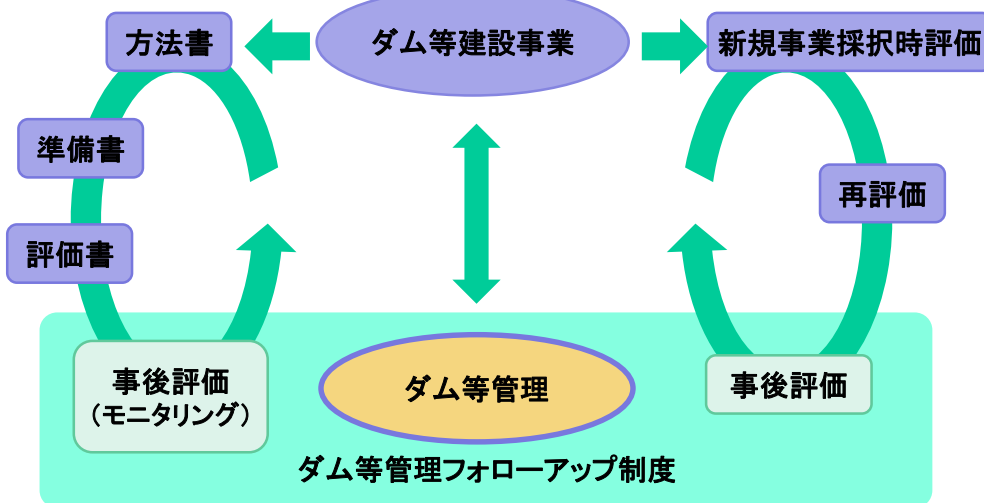 方法書
ダム等建設事業
新規事業採択時評価
準備書
再評価
評価書
事後評価
（モニタリング）
ダム等管理
事後評価
ダム等管理フォローアップ制度